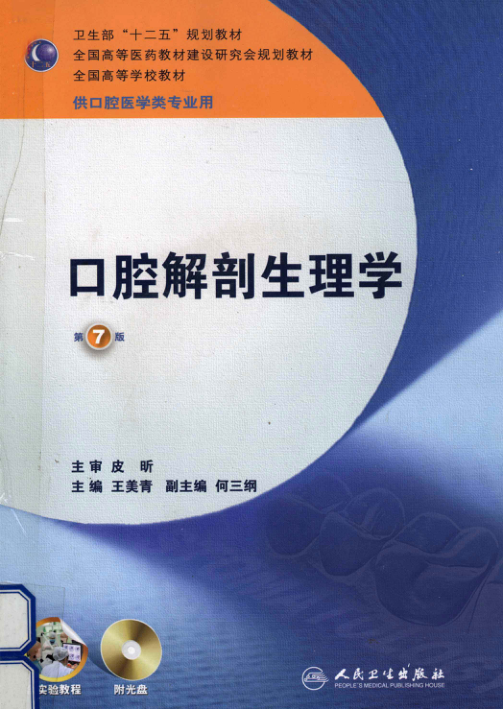 卫生部“十二五”规划教材
全国高等医药教材建设研究会规划教材
全国高等学校教材
供口腔医学类专业用
口腔解剖生理学
第7版
主审 皮 昕
主编 王美青 副主编 何三纲
实验教程
附光盘
人民卫生出版社
PEOPLE'S MEDICAL PUBLISHING HOUSE